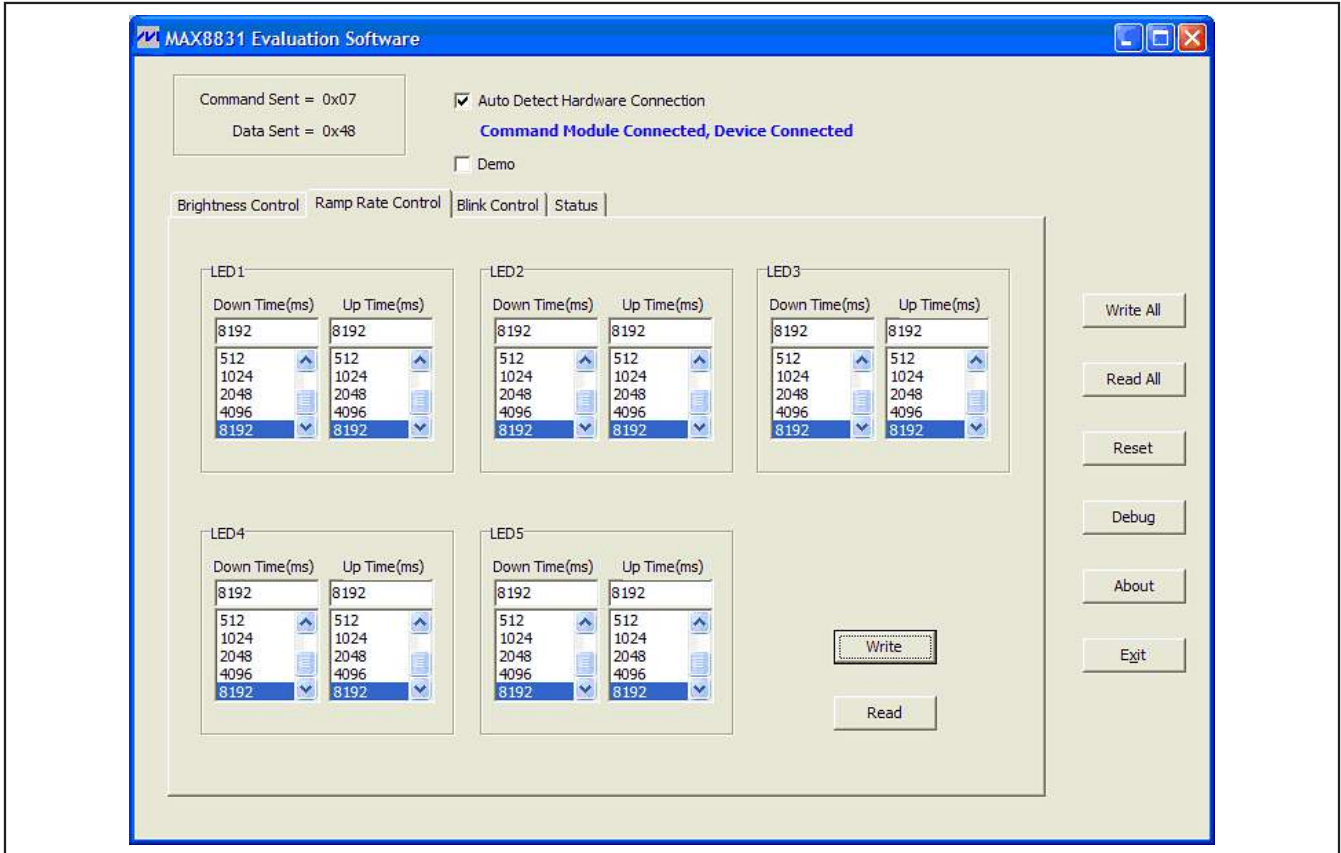 MAX8831 Evaluation Software
Command Sent = 0x07
Data Sent = 0x48
Auto Detect Hardware Connection
Command Module Connected, Device Connected
Demo
Brightness Control Ramp Rate Control Blink Control Status
LED1
Down Time(ms) Up Time(ms)
8192 8192
512 512
1024 1024
2048 2048
4096 4096
8192 8192
LED2
Down Time(ms) Up Time(ms)
8192 8192
512 512
1024 1024
2048 2048
4096 4096
8192 8192
LED3
Down Time(ms) Up Time(ms)
8192 8192
512 512
1024 1024
2048 2048
4096 4096
8192 8192
LED4
Down Time(ms) Up Time(ms)
8192 8192
512 512
1024 1024
2048 2048
4096 4096
8192 8192
LED5
Down Time(ms) Up Time(ms)
8192 8192
512 512
1024 1024
2048 2048
4096 4096
8192 8192
Write
Read
Write All
Read All
Reset
Debug
About
Exit